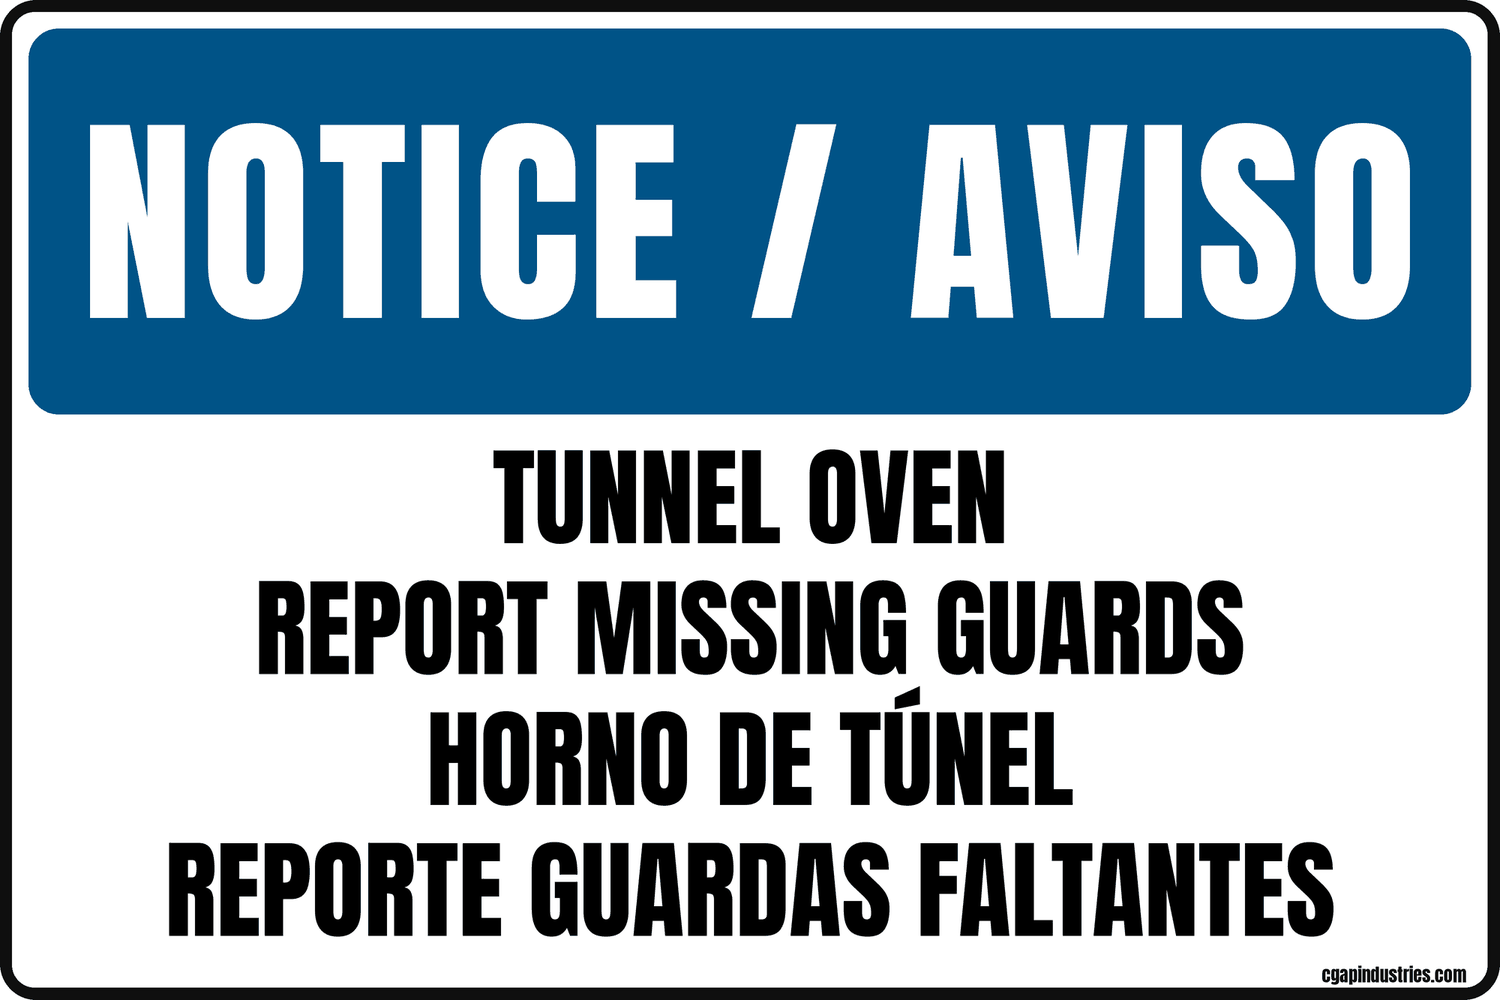 NOTICE / AVISO
TUNNEL OVEN
REPORT MISSING GUARDS
HORNO DE TÚNEL
REPORTE GUARDAS FALTANTES
cgapindustries.com